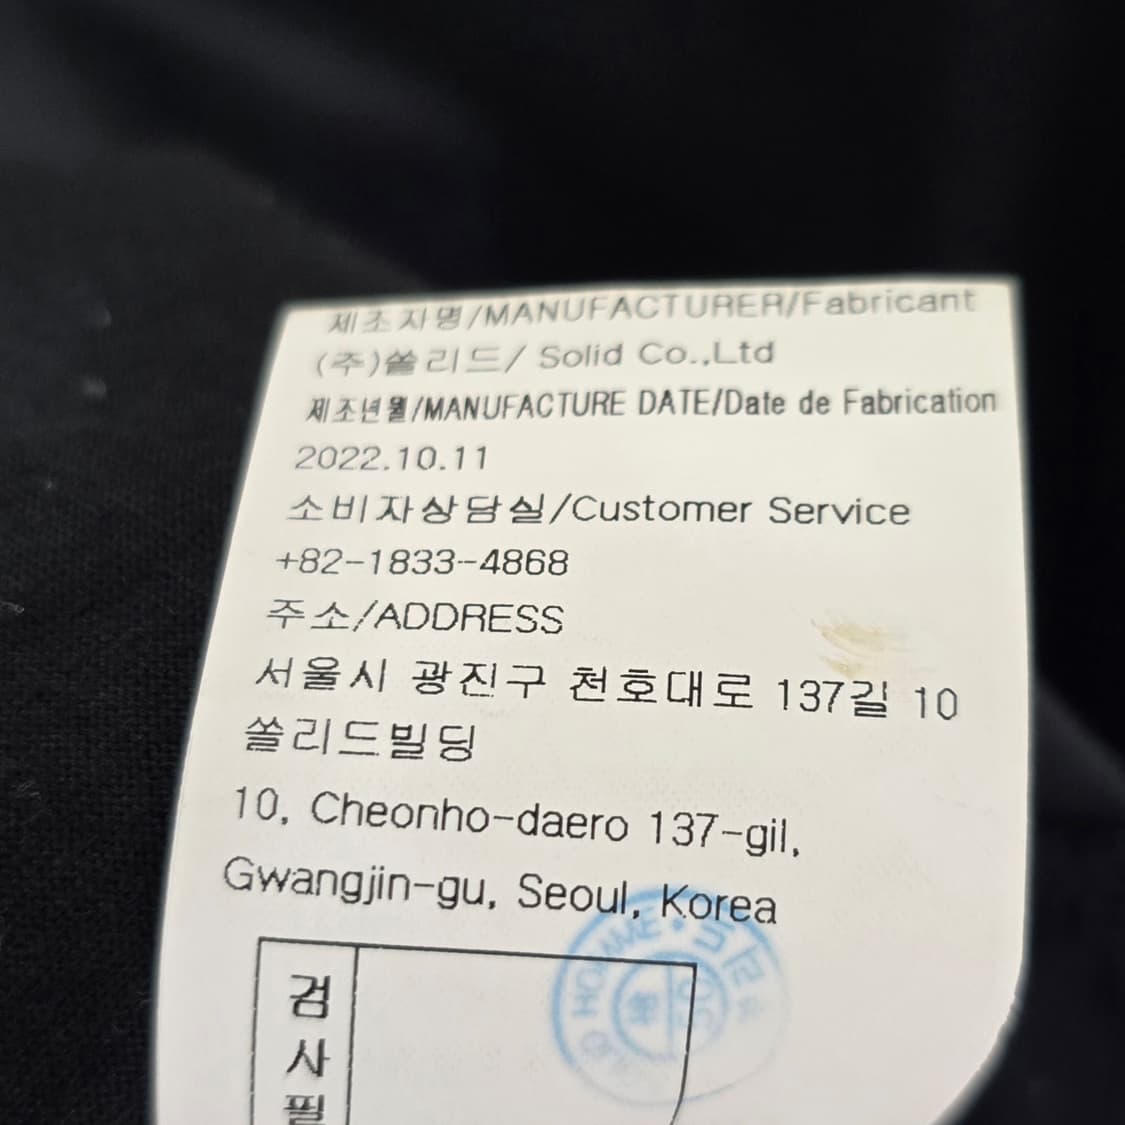 제조자명/MANUFACTURER/Fabricant
(주)쏠리드/ Solid Co.,Ltd
제조년월/MANUFACTURE DATE/Date de Fabrication
2022.10.11
소비자상담실/Customer Service
+82-1833-4868
주소/ADDRESS
서울시 광진구 천호대로 137길 10
쏠리드빌딩
10, Cheonho-daero 137-gil,
Gwangjin-gu, Seoul, Korea
검
사
필
HOMME